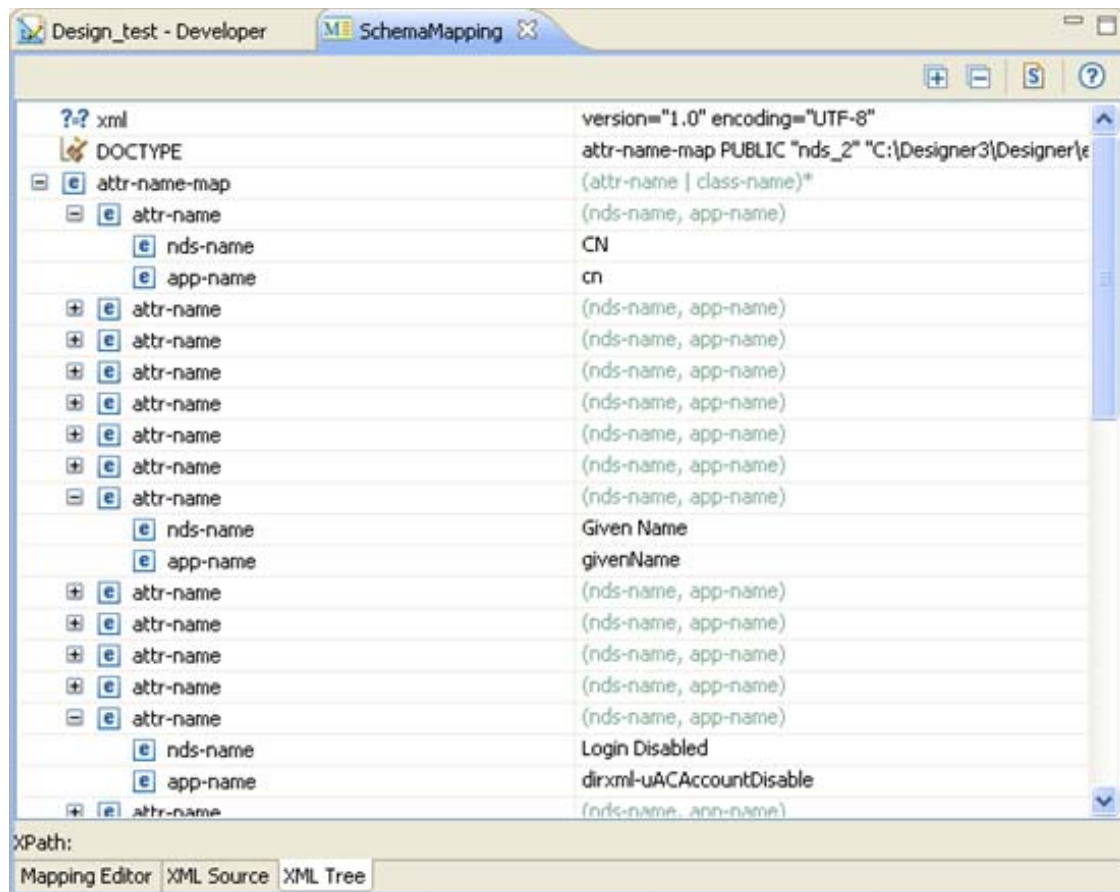 Design_test - Developer
SchemaMapping
xml version="1.0" encoding="UTF-8"
DOCTYPE attr-name-map PUBLIC "nds_2" "C:\Designer3\Designer\e
attr-name-map (attr-name | class-name)*
attr-name (nds-name, app-name)
nds-name CN
app-name cn
attr-name (nds-name, app-name)
attr-name (nds-name, app-name)
attr-name (nds-name, app-name)
attr-name (nds-name, app-name)
attr-name (nds-name, app-name)
attr-name (nds-name, app-name)
attr-name (nds-name, app-name)
nds-name Given Name
app-name givenName
attr-name (nds-name, app-name)
attr-name (nds-name, app-name)
attr-name (nds-name, app-name)
attr-name (nds-name, app-name)
attr-name (nds-name, app-name)
nds-name Login Disabled
app-name dirxml-uACAccountDisable
attr-name (nds-name, app-name)
XPath:
Mapping Editor XML Source XML Tree